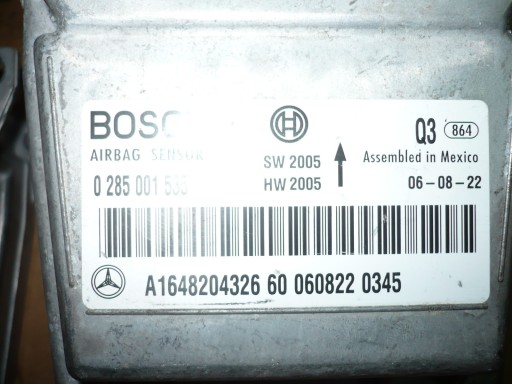 BOSC
Q3 864
AIRBAG SENSOR SW 2005 Assembled in Mexico
0 285 001 535 HW 2005 06-08-22
A1648204326 60 060822 0345